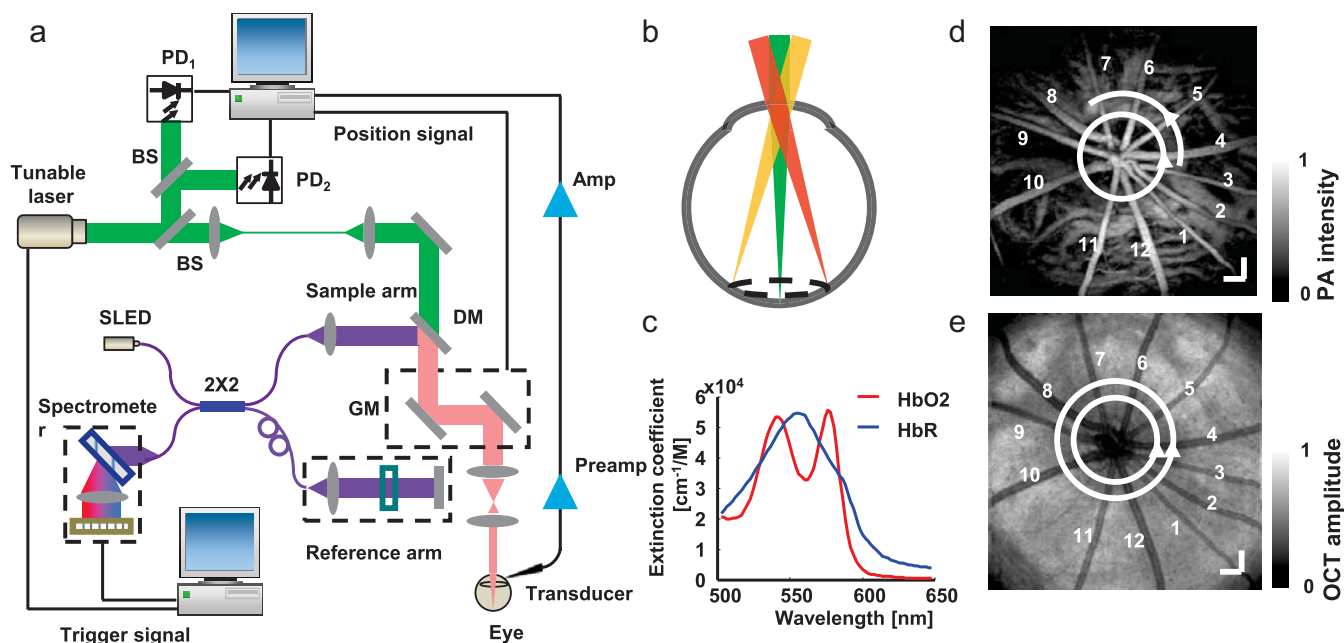 a
PD1
Position signal
BS
PD2
Tunable
laser
BS
Amp
Sample arm
DM
SLED
2X2
GM
Spectromete
Preamp
Reference arm
Transducer
Eye
Trigger signal
b
c
x10⁴
6
5
4
3
2
1
0
Extinction coefficient
[cm⁻¹/M]
HbO2
HbR
500
550
600
650
Wavelength [nm]
d
7
6
8
5
9
4
10
3
2
1
11
12
1
0
PA intensity
e
7
6
8
5
9
4
10
3
2
1
11
12
1
0
OCT amplitude